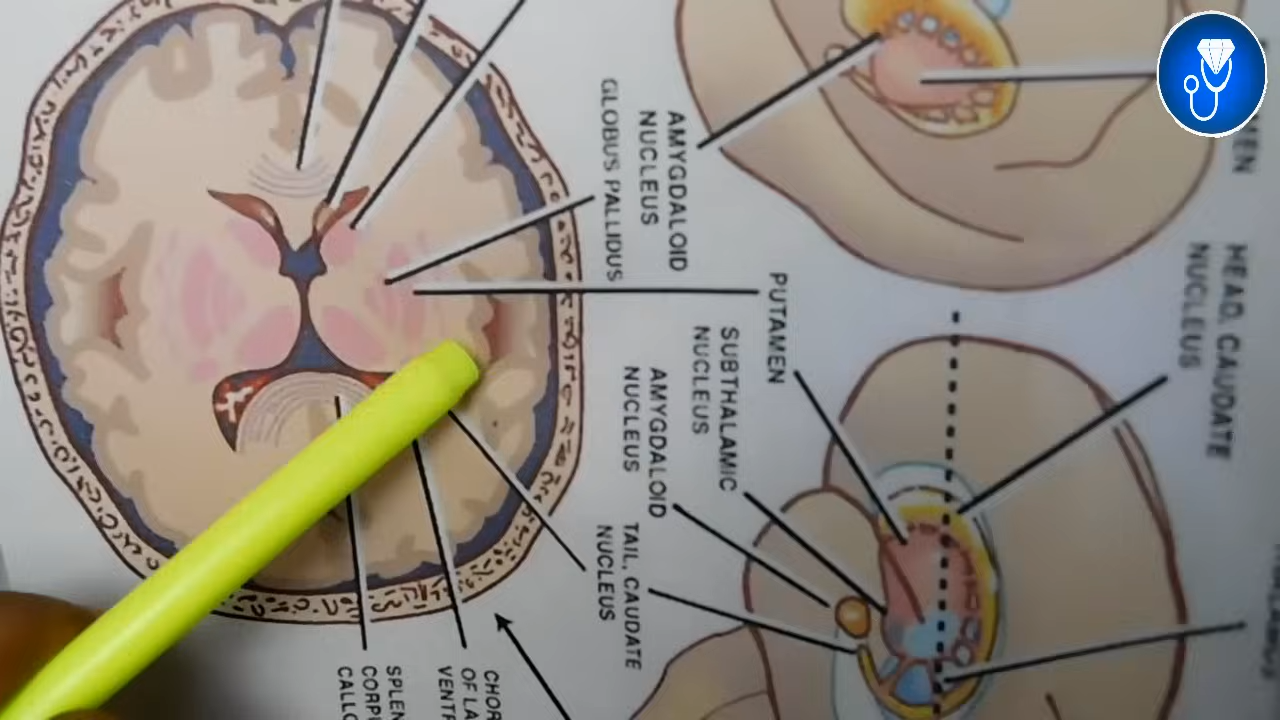 AMYGDALOID
NUCLEUS
GLOBUS PALLIDUS
HEAD, CAUDATE
NUCLEUS
PUTAMEN
SUBTHALAMIC
NUCLEUS
AMYGDALOID
NUCLEUS
TAIL, CAUDATE
NUCLEUS